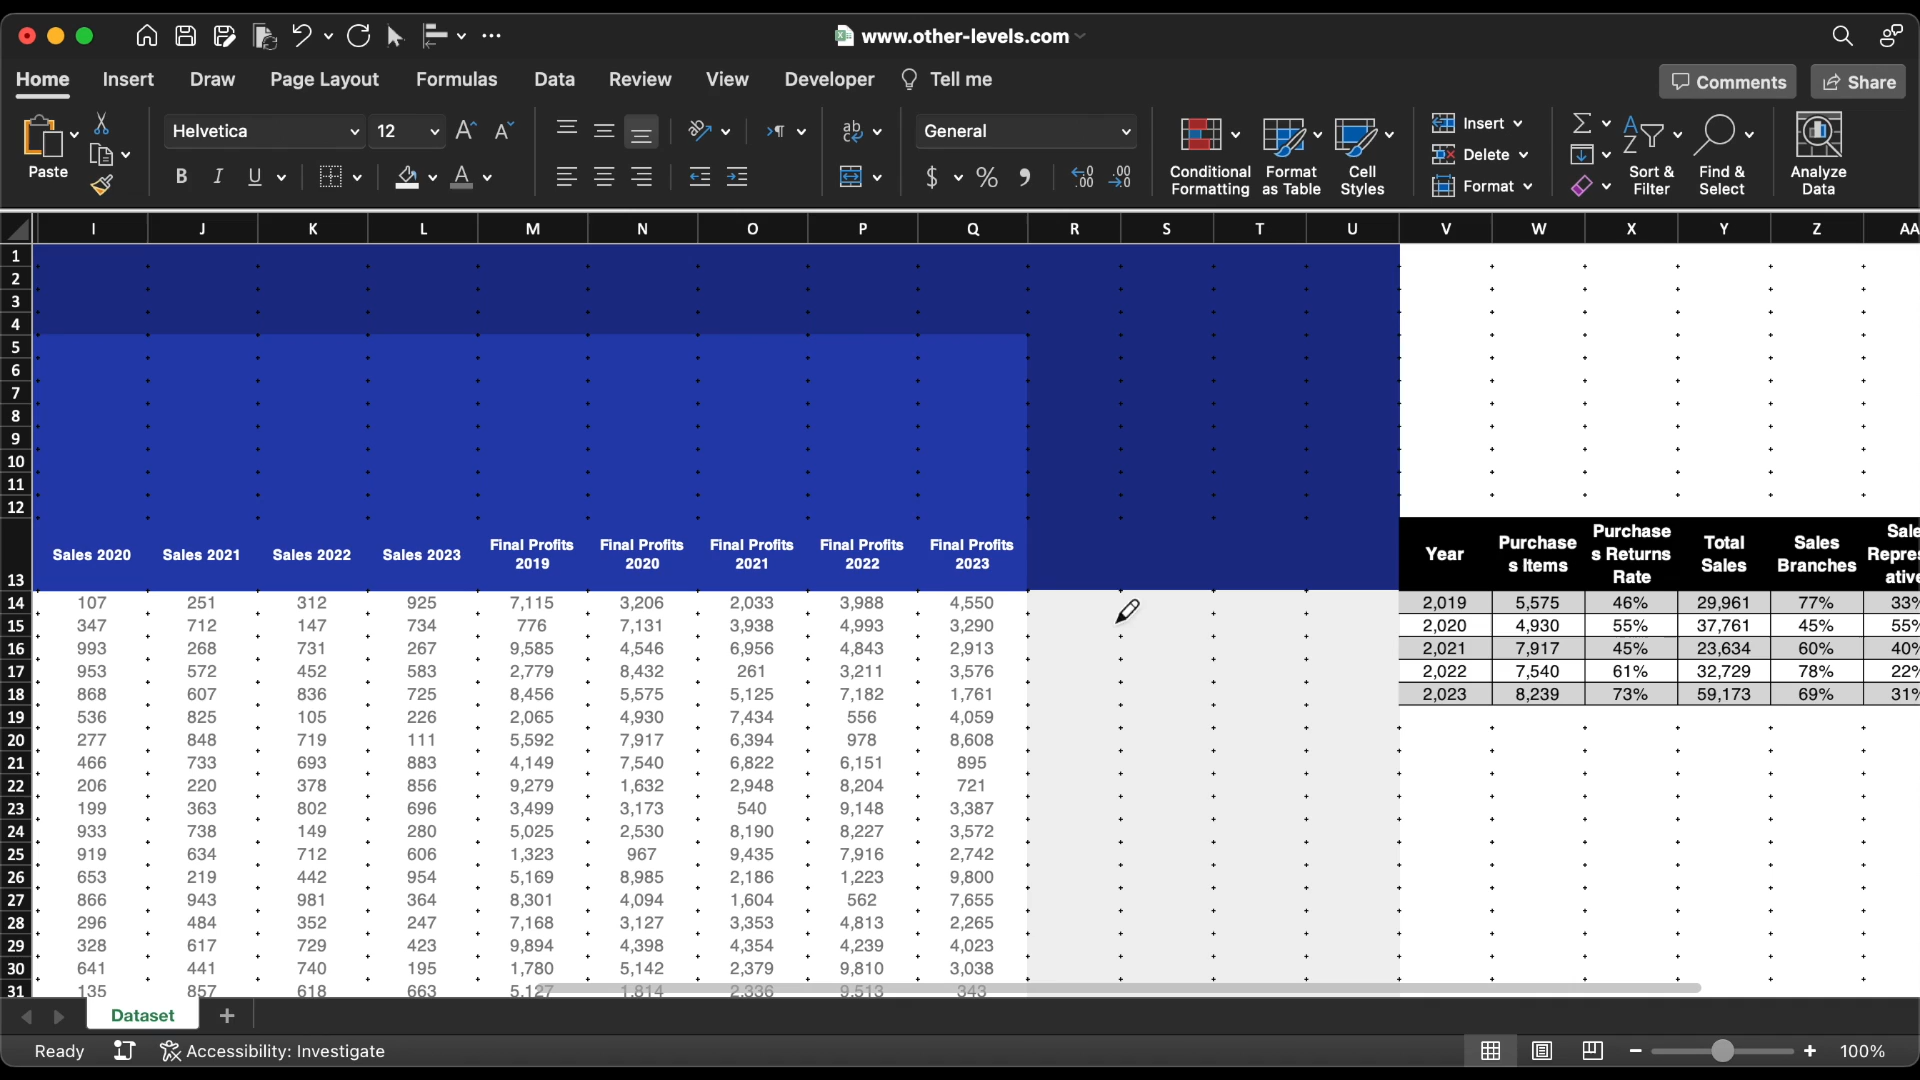 www.other-levels.com
Home Insert Draw Page Layout Formulas Data Review View Developer Tell me Comments Share
Paste Helvetica 12 General
B I U $ %
Conditional Formatting
Format as Table
Cell Styles
Insert
Delete
Format
Sort & Filter
Find & Select
Analyze Data
I J K L M N O P Q R S T U V W X Y Z AA
1
2
3
4
5
6
7
8
9
10
11
12
13 Sales 2020 Sales 2021 Sales 2022 Sales 2023 Final Profits 2019 Final Profits 2020 Final Profits 2021 Final Profits 2022 Final Profits 2023 Year Purchase s Items Purchase s Returns Rate Total Sales Sales Branches
14 107 251 312 925 7,115 3,206 2,033 3,988 4,550 2,019 5,575 46% 29,961 77% 33%
15 347 712 147 734 776 7,131 3,938 4,993 3,290 2,020 4,930 55% 37,761 45% 55%
16 993 268 731 267 9,585 4,546 6,956 4,843 2,913 2,021 7,917 45% 23,634 60% 40%
17 953 572 452 583 2,779 8,432 261 3,211 3,576 2,022 7,540 61% 32,729 78% 22%
18 868 607 836 725 8,456 5,575 5,125 7,182 1,761 2,023 8,239 73% 59,173 69% 31%
19 536 825 105 226 2,065 4,930 7,434 556 4,059
20 277 848 719 111 5,592 7,917 6,394 978 8,608
21 466 733 693 883 4,149 7,540 6,822 6,151 895
22 206 220 378 856 9,279 1,632 2,948 8,204 721
23 199 363 802 696 3,499 3,173 540 9,148 3,387
24 933 738 149 280 5,025 2,530 8,190 8,227 3,572
25 919 634 712 606 1,323 967 9,435 7,916 2,742
26 653 219 442 954 5,169 8,985 2,186 1,223 9,800
27 866 943 981 364 8,301 4,094 1,604 562 7,655
28 296 484 352 247 7,168 3,127 3,353 4,813 2,265
29 328 617 729 423 9,894 4,398 4,354 4,239 4,023
30 641 441 740 195 1,780 5,142 2,379 9,810 3,038
31 135 857 618 663 5,127 1,814 2,336 9,513 343
Dataset
Ready Accessibility: Investigate 100%